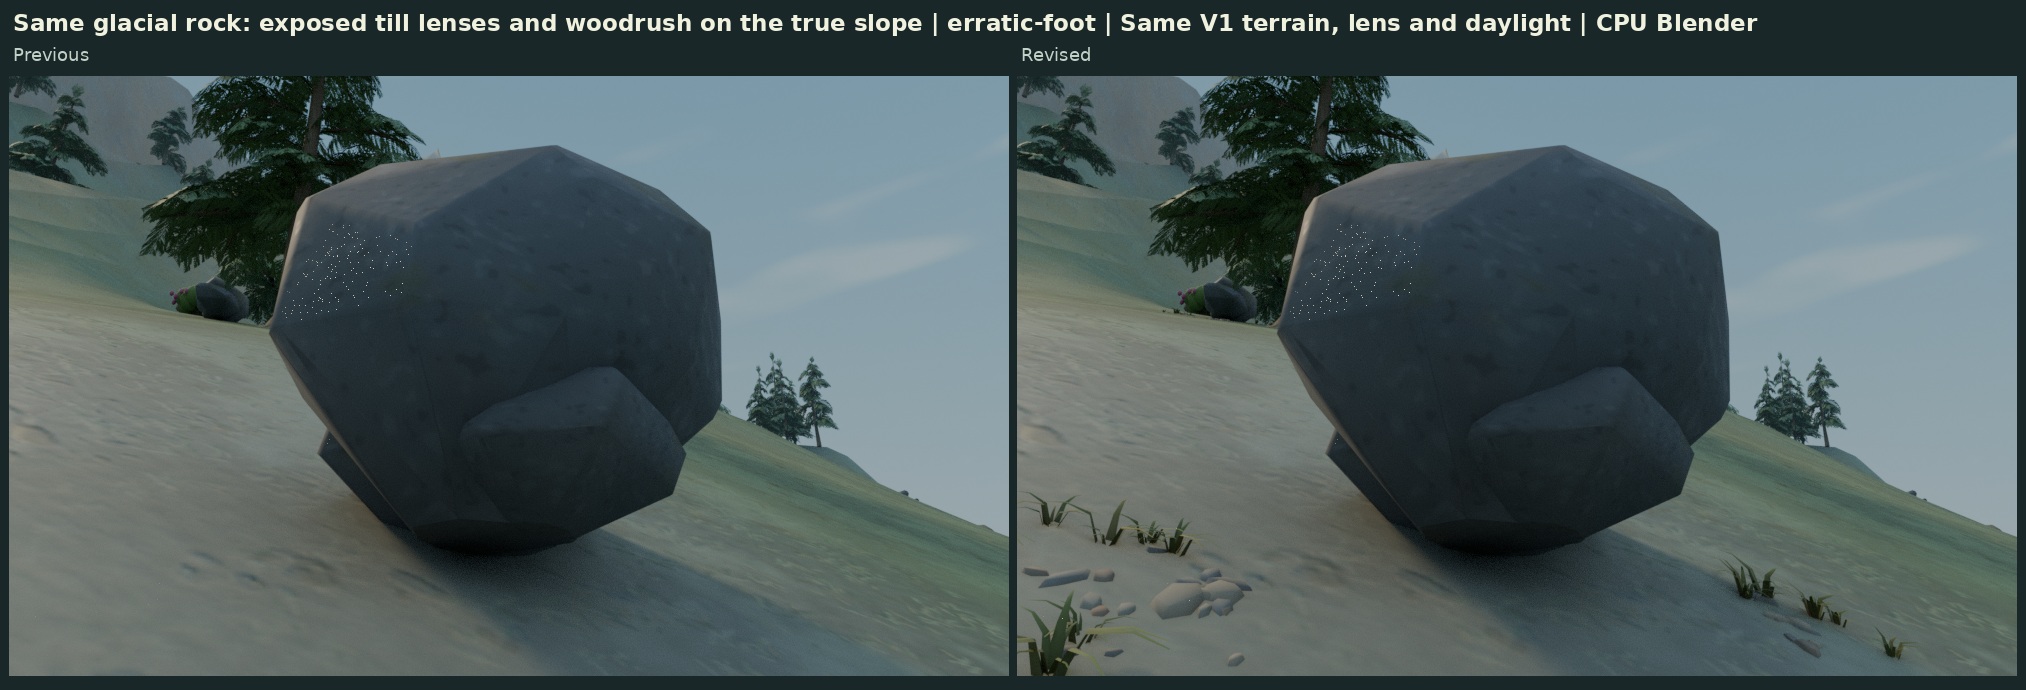 Same glacial rock: exposed till lenses and woodrush on the true slope | erratic-foot | Same V1 terrain, lens and daylight | CPU Blender
Previous
Revised